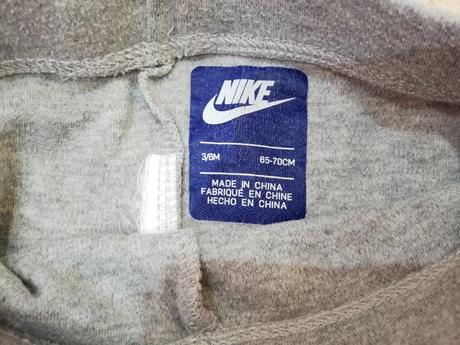 NIKE
3/6M 65-70CM
MADE IN CHINA
FABRIQUÉ EN CHINE
HECHO EN CHINA